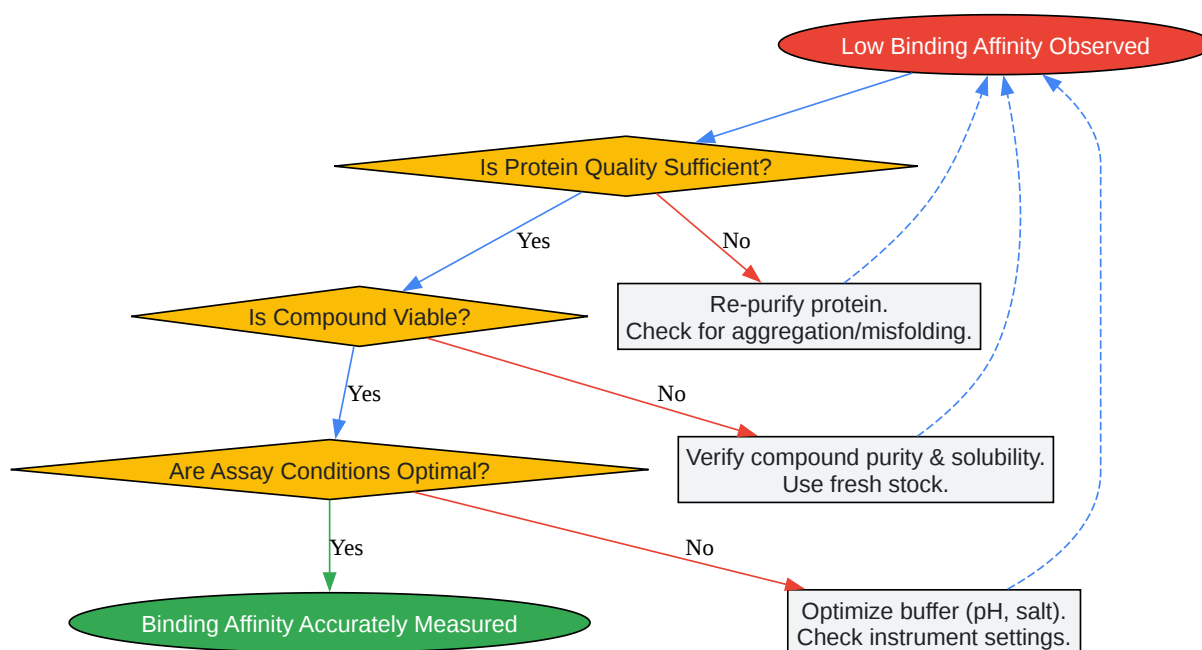 Low Binding Affinity Observed
Is Protein Quality Sufficient?
Yes
No
Re-purify protein.
Check for aggregation/misfolding.
Is Compound Viable?
Yes
No
Verify compound purity & solubility.
Use fresh stock.
Are Assay Conditions Optimal?
Yes
No
Optimize buffer (pH, salt).
Check instrument settings.
Binding Affinity Accurately Measured